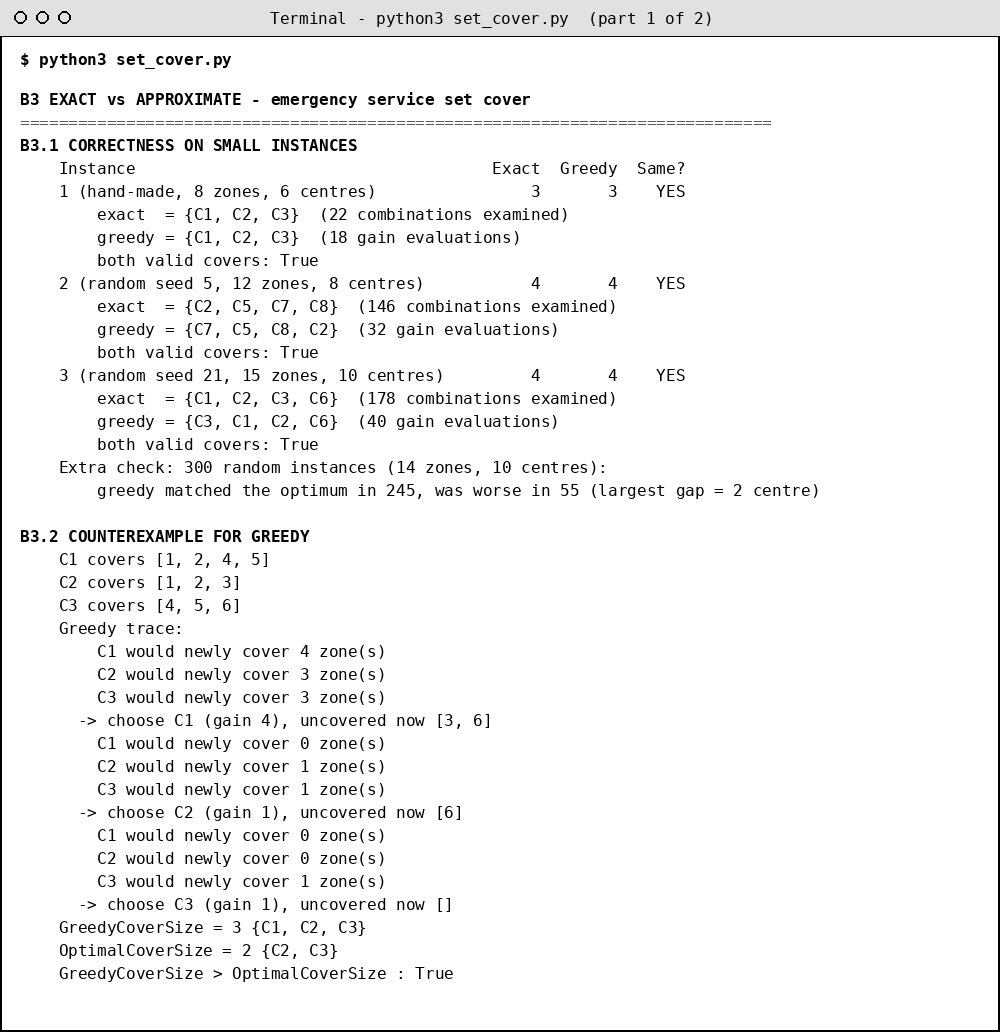 Terminal - python3 set_cover.py  (part 1 of 2)
$ python3 set_cover.py
B3 EXACT vs APPROXIMATE - emergency service set cover
==============================================================================
B3.1 CORRECTNESS ON SMALL INSTANCES
    Instance                                     Exact  Greedy  Same?
    1 (hand-made, 8 zones, 6 centres)                3       3    YES
        exact  = {C1, C2, C3}  (22 combinations examined)
        greedy = {C1, C2, C3}  (18 gain evaluations)
        both valid covers: True
    2 (random seed 5, 12 zones, 8 centres)           4       4    YES
        exact  = {C2, C5, C7, C8}  (146 combinations examined)
        greedy = {C7, C5, C8, C2}  (32 gain evaluations)
        both valid covers: True
    3 (random seed 21, 15 zones, 10 centres)         4       4    YES
        exact  = {C1, C2, C3, C6}  (178 combinations examined)
        greedy = {C3, C1, C2, C6}  (40 gain evaluations)
        both valid covers: True
    Extra check: 300 random instances (14 zones, 10 centres):
        greedy matched the optimum in 245, was worse in 55 (largest gap = 2 centre)
B3.2 COUNTEREXAMPLE FOR GREEDY
    C1 covers [1, 2, 4, 5]
    C2 covers [1, 2, 3]
    C3 covers [4, 5, 6]
    Greedy trace:
        C1 would newly cover 4 zone(s)
        C2 would newly cover 3 zone(s)
        C3 would newly cover 3 zone(s)
      -> choose C1 (gain 4), uncovered now [3, 6]
        C1 would newly cover 0 zone(s)
        C2 would newly cover 1 zone(s)
        C3 would newly cover 1 zone(s)
      -> choose C2 (gain 1), uncovered now [6]
        C1 would newly cover 0 zone(s)
        C2 would newly cover 0 zone(s)
        C3 would newly cover 1 zone(s)
      -> choose C3 (gain 1), uncovered now []
    GreedyCoverSize = 3 {C1, C2, C3}
    OptimalCoverSize = 2 {C2, C3}
    GreedyCoverSize > OptimalCoverSize : True